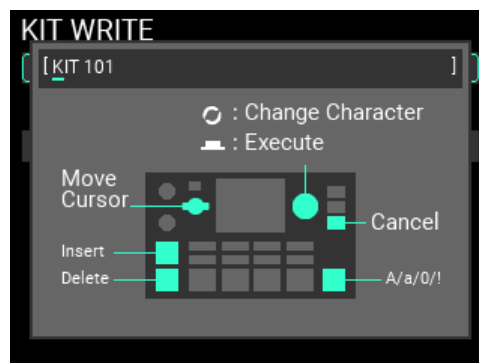 KIT WRITE
[KIT 101 ]
: Change Character
: Execute
Move
Cursor
Cancel
Insert
Delete
A/a/0/!